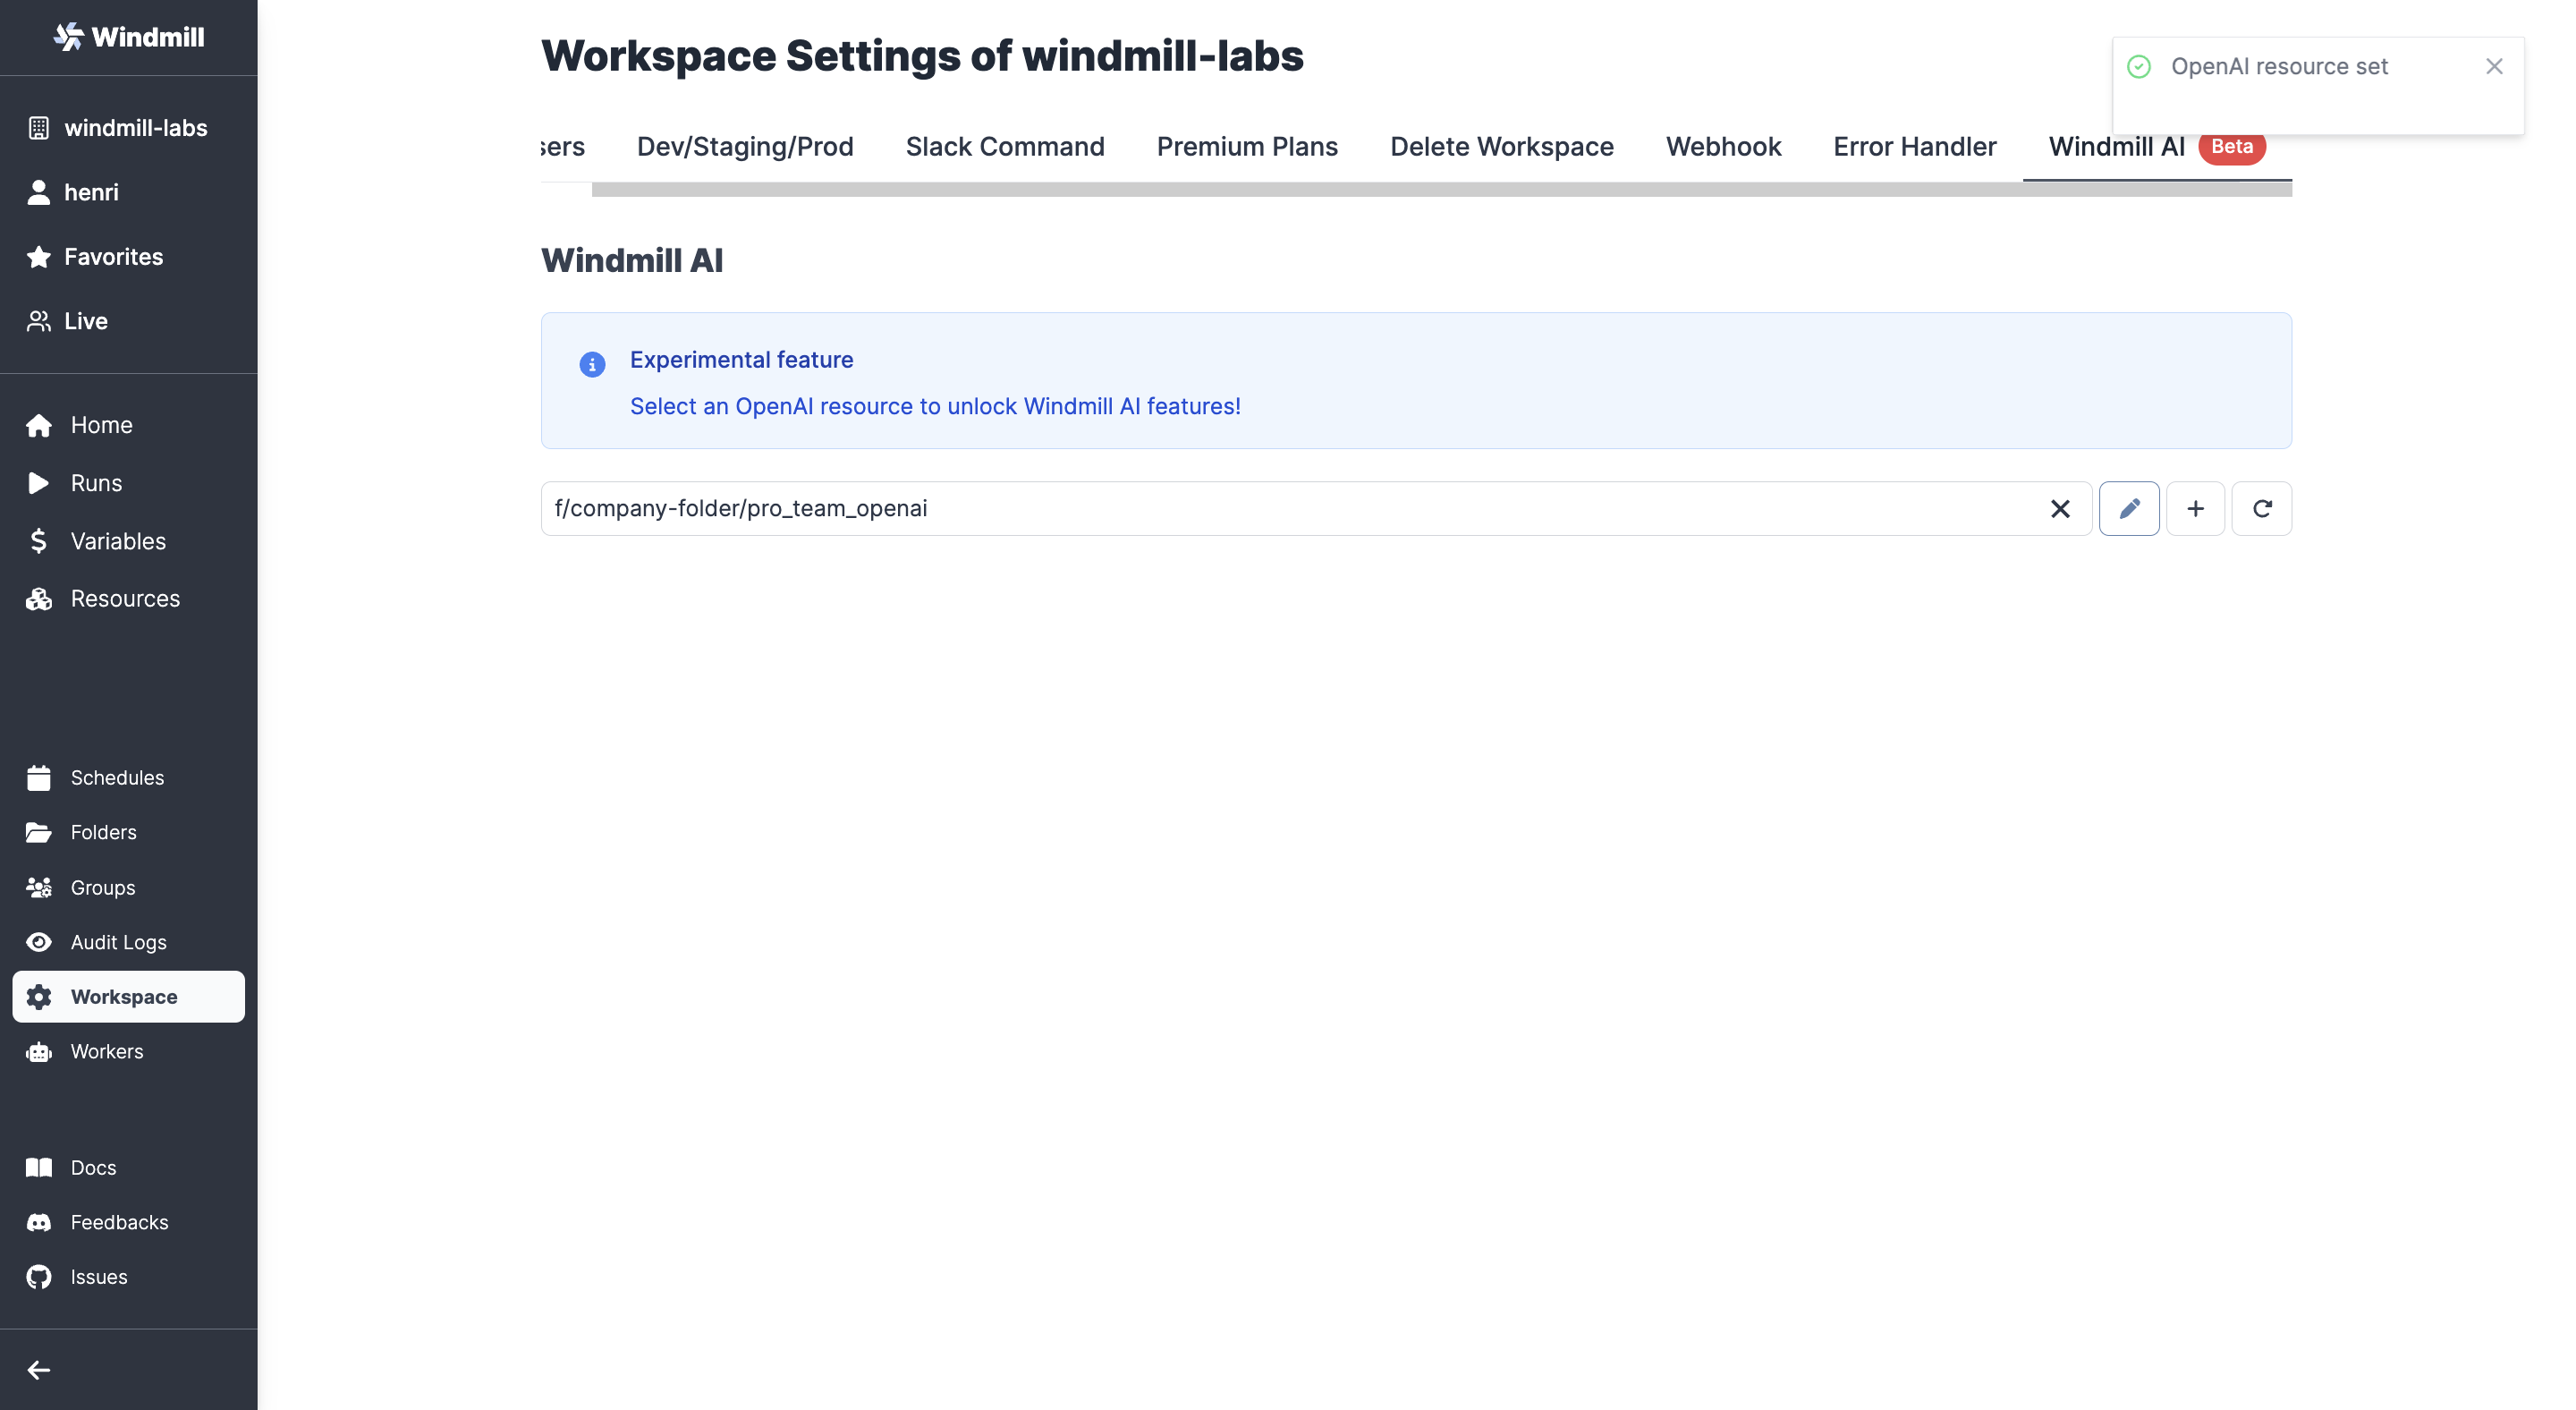 Windmill
windmill-labs
henri
Favorites
Live
Home
Runs
Variables
Resources
Schedules
Folders
Groups
Audit Logs
Workspace
Workers
Docs
Feedbacks
Issues
Workspace Settings of windmill-labs
OpenAI resource set
sers Dev/Staging/Prod Slack Command Premium Plans Delete Workspace Webhook Error Handler Windmill AI Beta
Windmill AI
Experimental feature
Select an OpenAI resource to unlock Windmill AI features!
f/company-folder/pro_team_openai